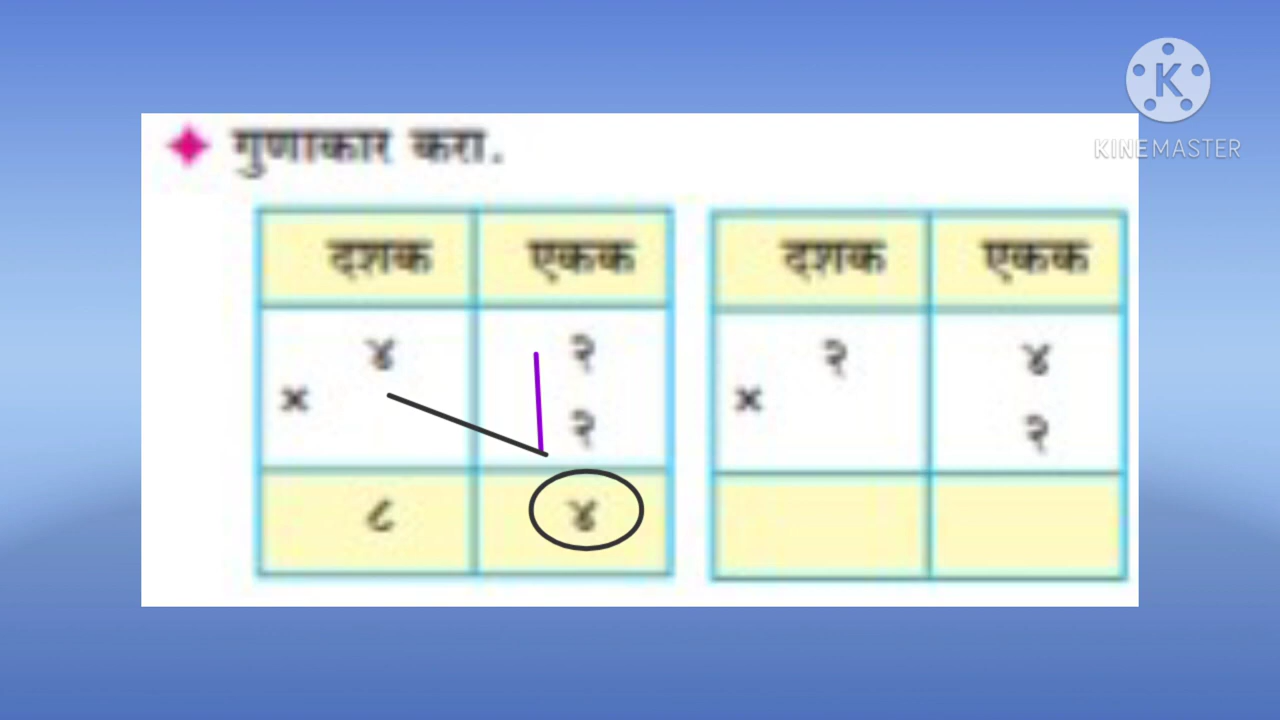 गुणाकार करा.
दशक एकक
४ २
× २
८ ४
दशक एकक
२ ४
× २
K
KINEMASTER